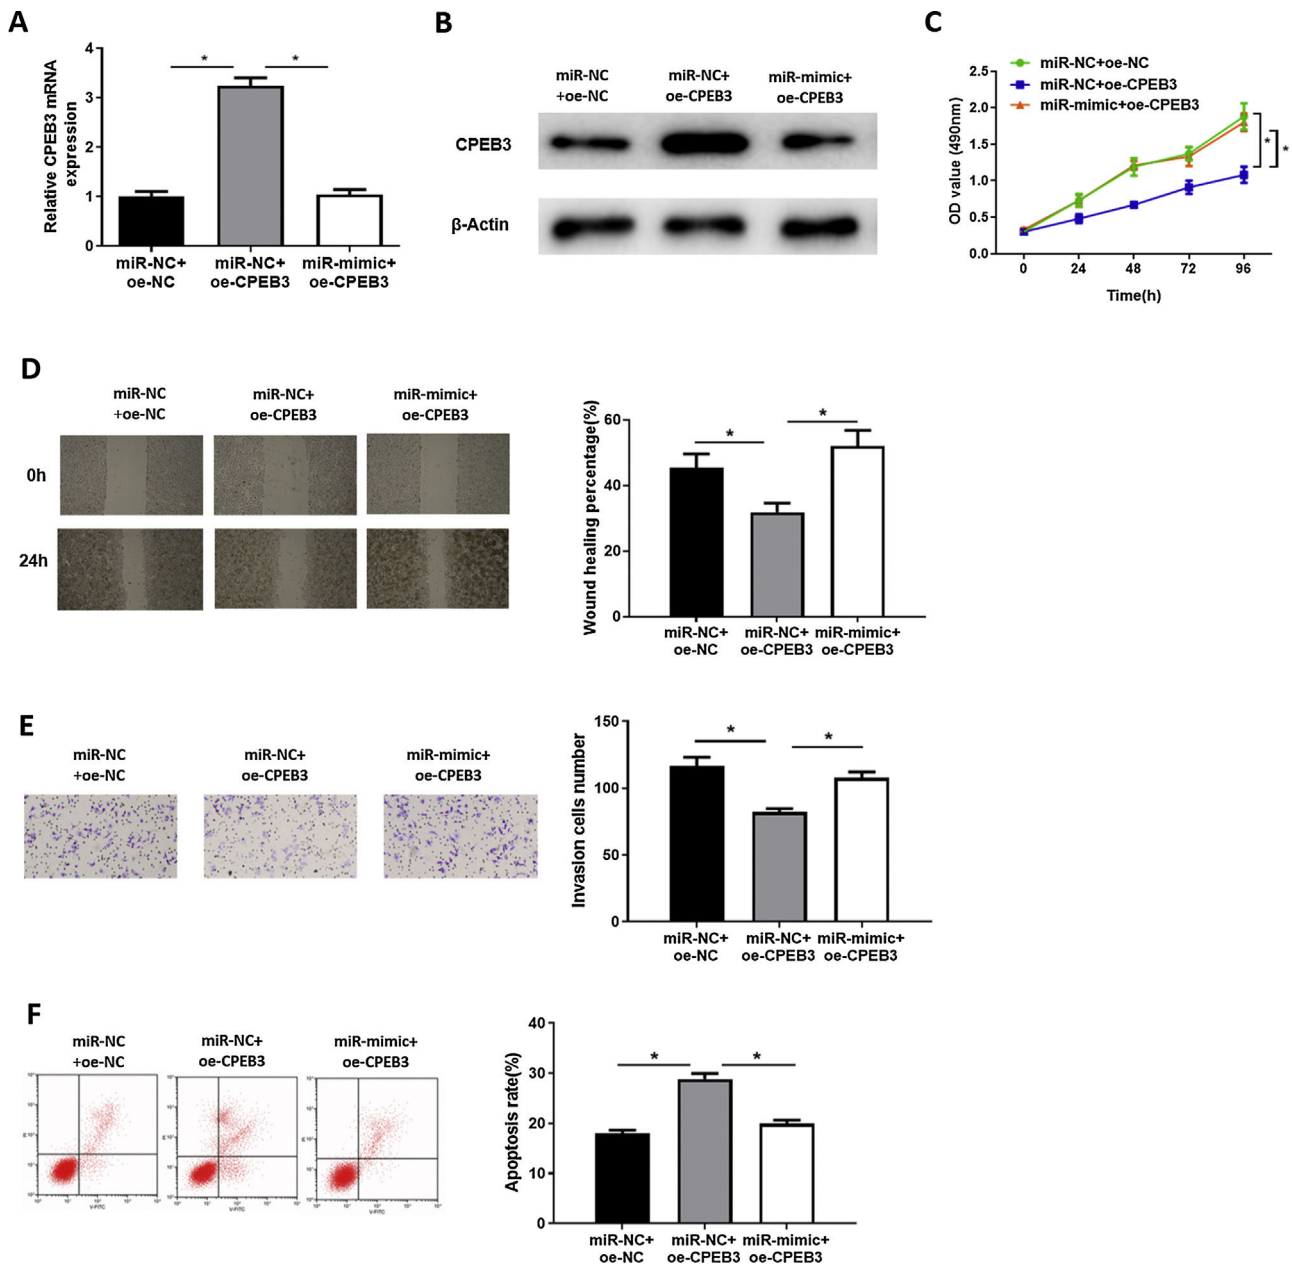 A
Relative CPEB3 mRNA
expression
4
3
2
1
0
*
*
miR-NC+
oe-NC
miR-NC+
oe-CPEB3
miR-mimic+
oe-CPEB3
B
miR-NC
+oe-NC
miR-NC+
oe-CPEB3
miR-mimic+
oe-CPEB3
CPEB3
β-Actin
C
miR-NC+oe-NC
miR-NC+oe-CPEB3
miR-mimic+oe-CPEB3
OD value (490nm)
2.5
2.0
1.5
1.0
0.5
0.0
*
*
0 24 48 72 96
Time(h)
D
miR-NC
+oe-NC
miR-NC+
oe-CPEB3
miR-mimic+
oe-CPEB3
0h
24h
Wound healing percentage(%)
60
40
20
0
*
*
miR-NC+
oe-NC
miR-NC+
oe-CPEB3
miR-mimic+
oe-CPEB3
E
miR-NC
+oe-NC
miR-NC+
oe-CPEB3
miR-mimic+
oe-CPEB3
Invasion cells number
150
100
50
0
*
*
miR-NC+
oe-NC
miR-NC+
oe-CPEB3
miR-mimic+
oe-CPEB3
F
miR-NC
+oe-NC
miR-NC+
oe-CPEB3
miR-mimic+
oe-CPEB3
V-FITC
V-FITC
V-FITC
Apoptosis rate(%)
40
30
20
10
0
*
*
miR-NC+
oe-NC
miR-NC+
oe-CPEB3
miR-mimic+
oe-CPEB3